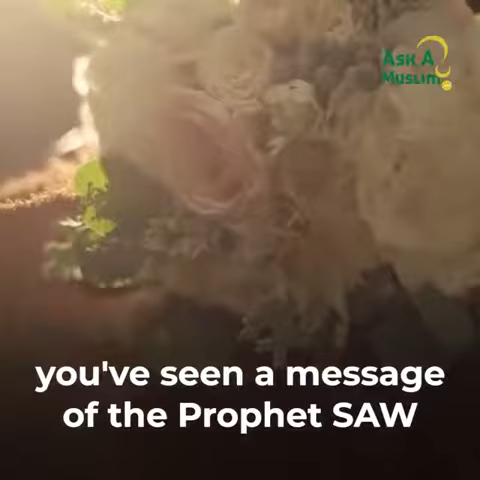 Ask A
Muslim
you've seen a message
of the Prophet SAW